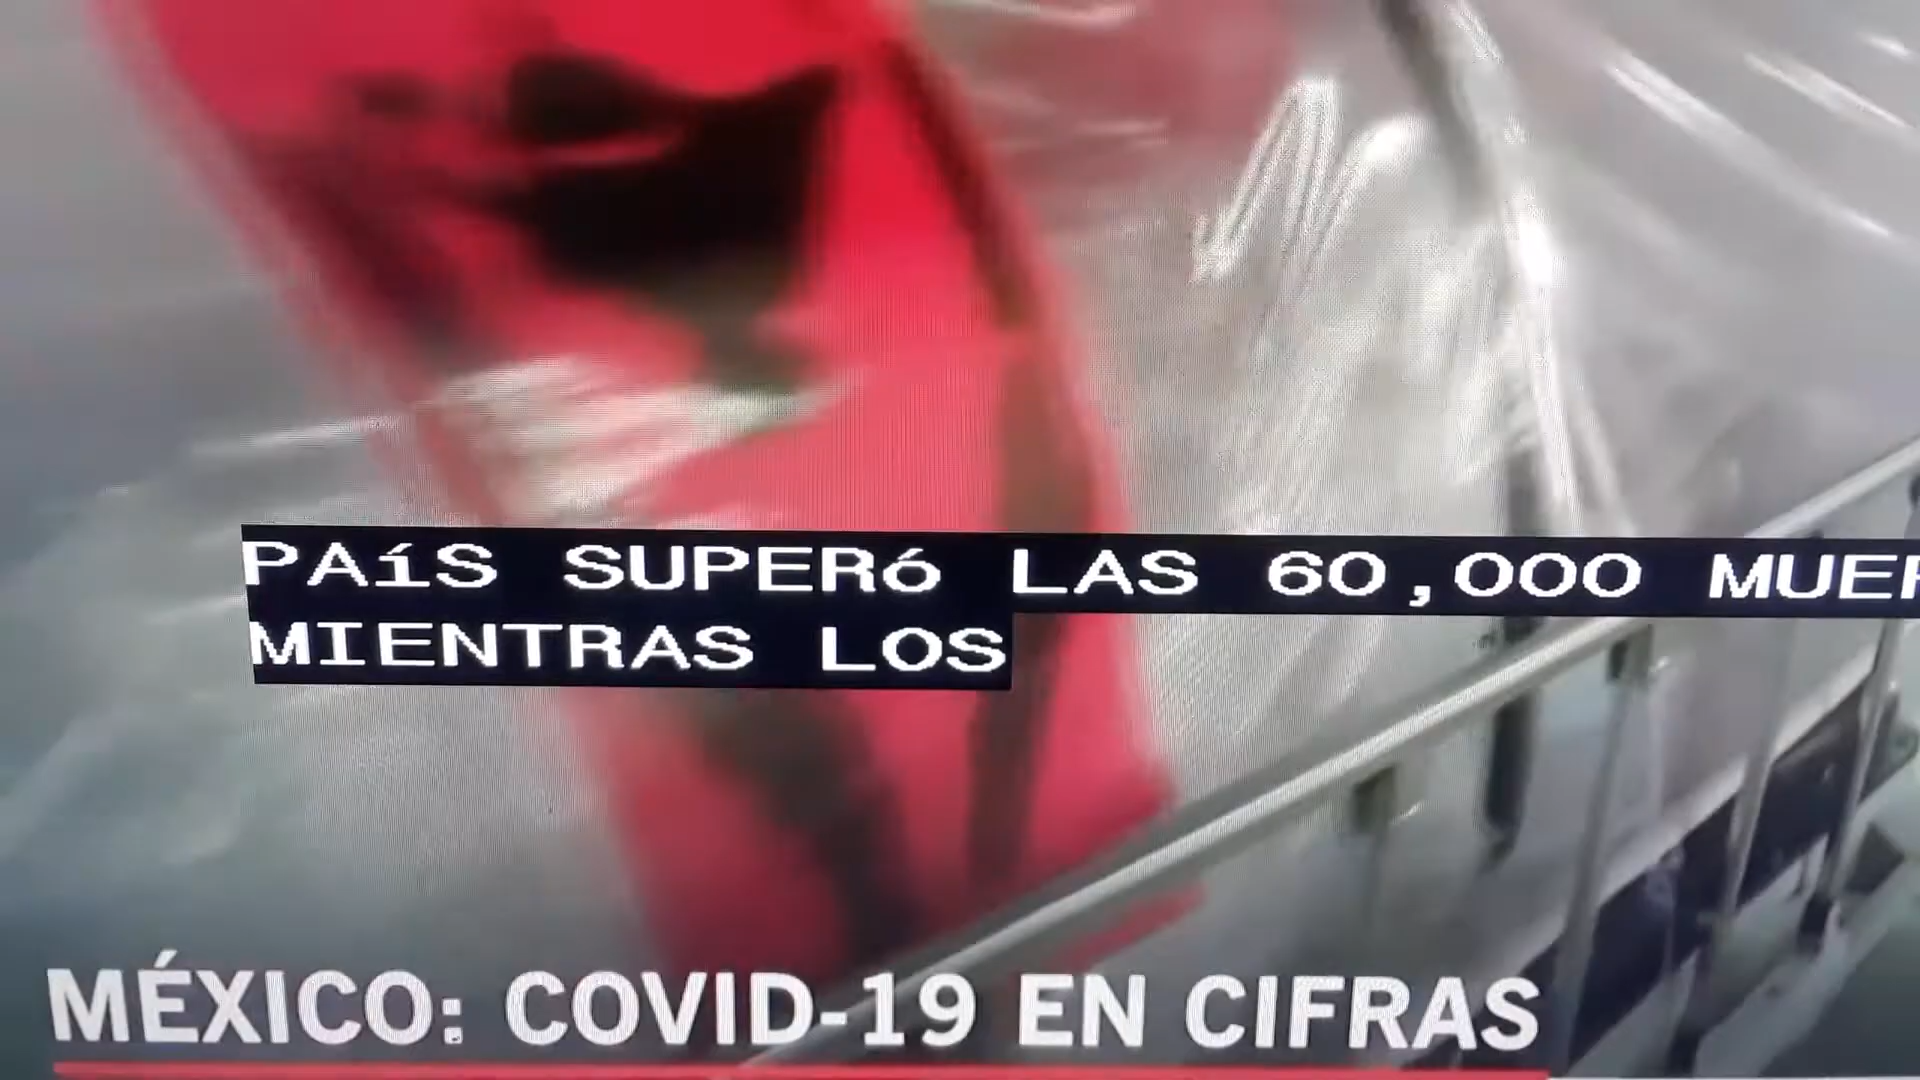 PAíS SUPERó LAS 60,000
MIENTRAS LOS
MÉXICO: COVID-19 EN CIFRAS